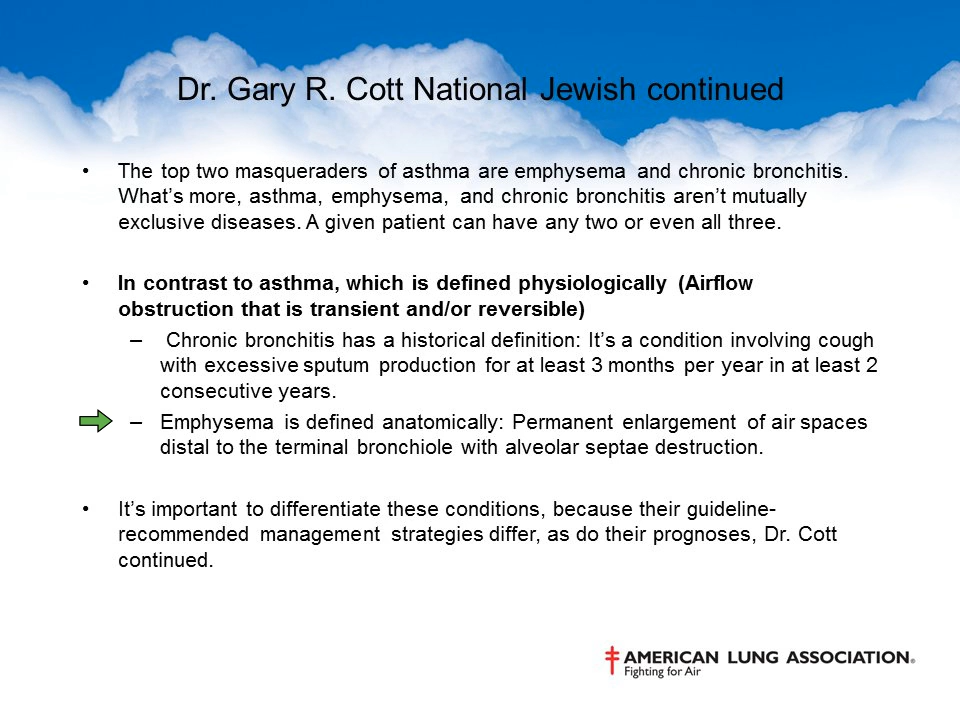 Dr. Gary R. Cott National Jewish continued
• The top two masqueraders of asthma are emphysema and chronic bronchitis.
What’s more, asthma, emphysema, and chronic bronchitis aren’t mutually
exclusive diseases. A given patient can have any two or even all three.
• In contrast to asthma, which is defined physiologically (Airflow
obstruction that is transient and/or reversible)
– Chronic bronchitis has a historical definition: It’s a condition involving cough
with excessive sputum production for at least 3 months per year in at least 2
consecutive years.
– Emphysema is defined anatomically: Permanent enlargement of air spaces
distal to the terminal bronchiole with alveolar septae destruction.
• It’s important to differentiate these conditions, because their guideline-
recommended management strategies differ, as do their prognoses, Dr. Cott
continued.
AMERICAN LUNG ASSOCIATION®
Fighting for Air